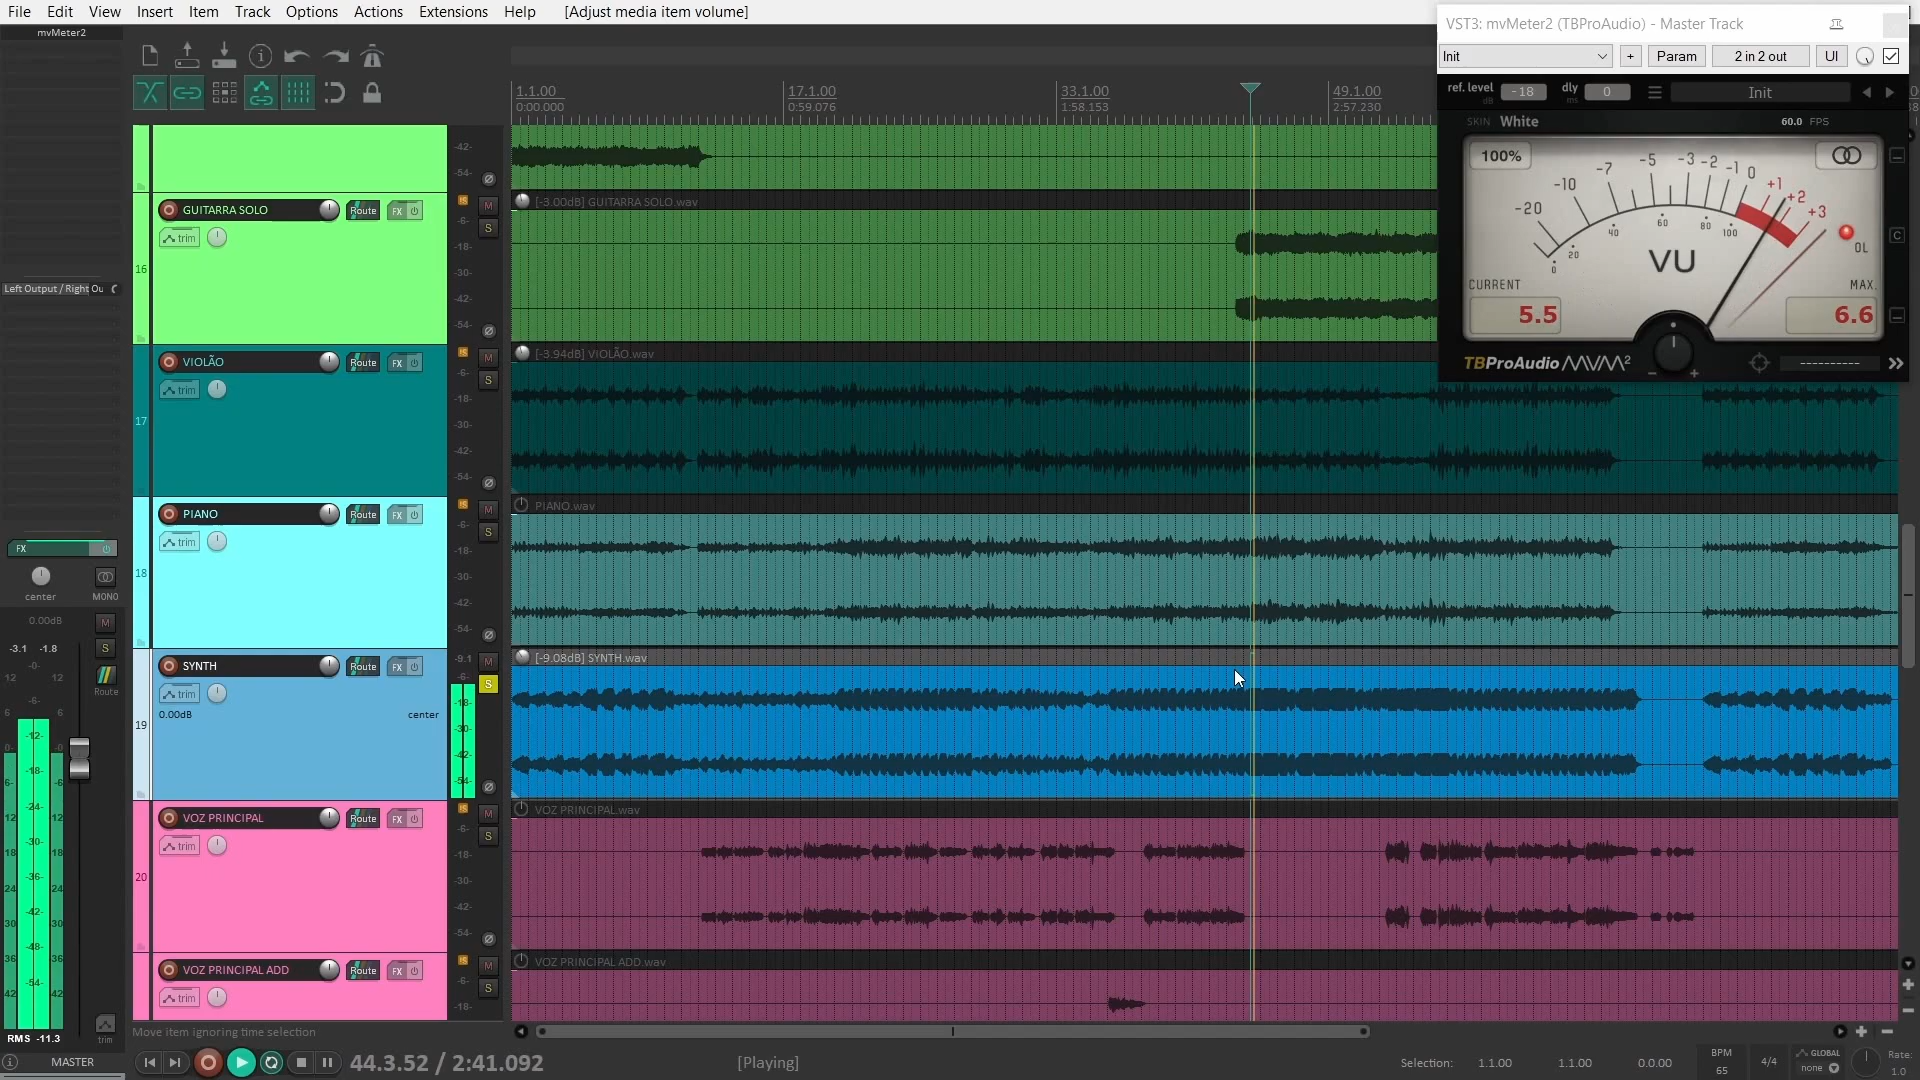 File Edit View Insert Item Track Options Actions Extensions Help [Adjust media item volume]
mvMeter2
VST3: mvMeter2 (TBProAudio) - Master Track
Init + Param 2 in 2 out UI
ref. level dB -18 dly ms 0 Init
SKIN White 60.0 FPS
100%
-20 -10 -7 -5 -3 -2 -1 0 +1 +2 +3
0 20 40 60 80 100
VU
OL
CURRENT MAX.
5.5 6.6
TBProAudio
C
1.1.00 17.1.00 33.1.00 49.1.00
0:00.000 0:59.076 1:58.153 2:57.230
-42-
-54-
16
GUITARRA SOLO Route FX
trim
M
S
-6-
-18-
-30-
-42-
-54-
[-3.00dB] GUITARRA SOLO.wav
17
VIOLÃO Route FX
trim
M
S
-6-
-18-
-30-
-42-
-54-
[-3.94dB] VIOLÃO.wav
18
PIANO Route FX
trim
M
S
-6-
-18-
-30-
-42-
-54-
PIANO.wav
19
SYNTH Route FX
trim
0.00dB center
-9.1 M
S
-6-
-18-
-30-
-42-
-54-
[-9.08dB] SYNTH.wav
20
VOZ PRINCIPAL Route FX
trim
M
S
-6-
-18-
-30-
-42-
-54-
VOZ PRINCIPAL.wav
VOZ PRINCIPAL ADD Route FX
trim
M
S
-6-
-18-
VOZ PRINCIPAL ADD.wav
Left Output / Right Ou
FX
center MONO
0.00dB M
-3.1 -1.8 S
Route
-0-
-6-
-12-
-18-
-24-
-30-
-36-
-42-
-48-
-54-
RMS -11.3
trim
MASTER
Move item ignoring time selection
44.3.52 / 2:41.092
[Playing]
Selection: 1.1.00 1.1.00 0.0.00
BPM
65
4/4
GLOBAL
none
Rate:
1.0